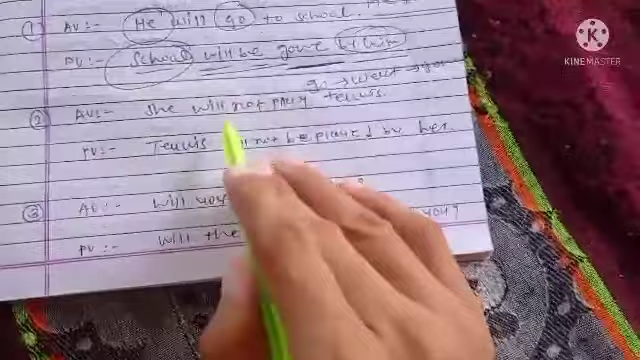 ① AV:- He will go to school.
PV:- School will be gone by him
go → went → gone
② AV:- She will not play tennis.
PV:- Tennis not be played by her.
③ AV:- will you ?
PV:- will the you?
KINEMASTER